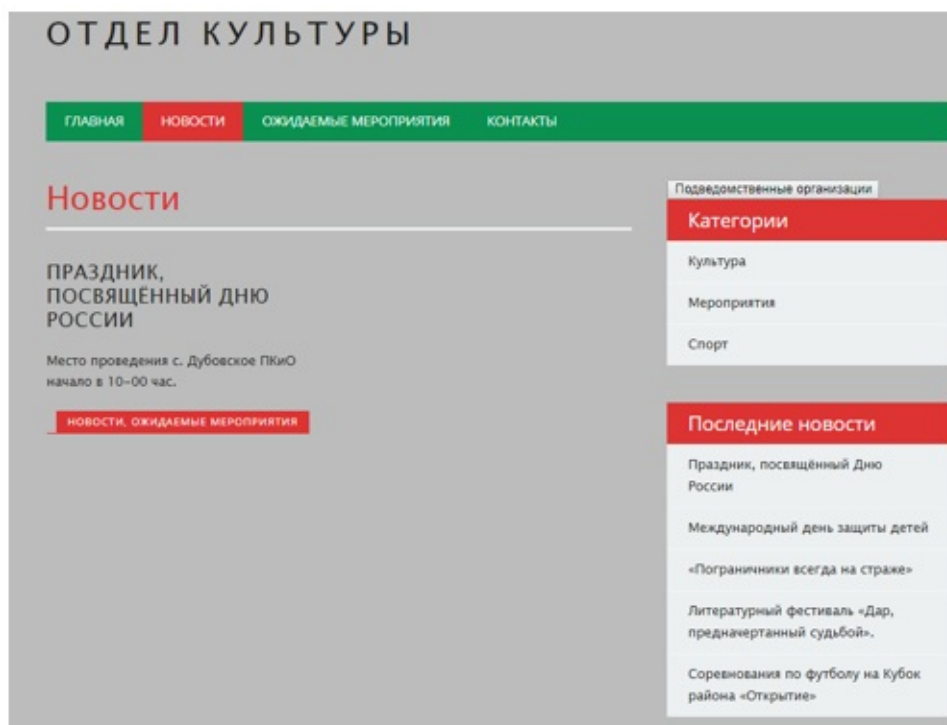 ОТДЕЛ КУЛЬТУРЫ
ГЛАВНАЯ НОВОСТИ ОЖИДАЕМЫЕ МЕРОПРИЯТИЯ КОНТАКТЫ
Новости
ПРАЗДНИК,
ПОСВЯЩЁННЫЙ ДНЮ
РОССИИ
Место проведения с. Дубовское ПКиО
начало в 10-00 час.
НОВОСТИ, ОЖИДАЕМЫЕ МЕРОПРИЯТИЯ
Подведомственные организации
Категории
Культура
Мероприятия
Спорт
Последние новости
Праздник, посвящённый Дню
России
Международный день защиты детей
«Пограничники всегда на страже»
Литературный фестиваль «Дар,
предначертанный судьбой».
Соревнования по футболу на Кубок
района «Открытие»